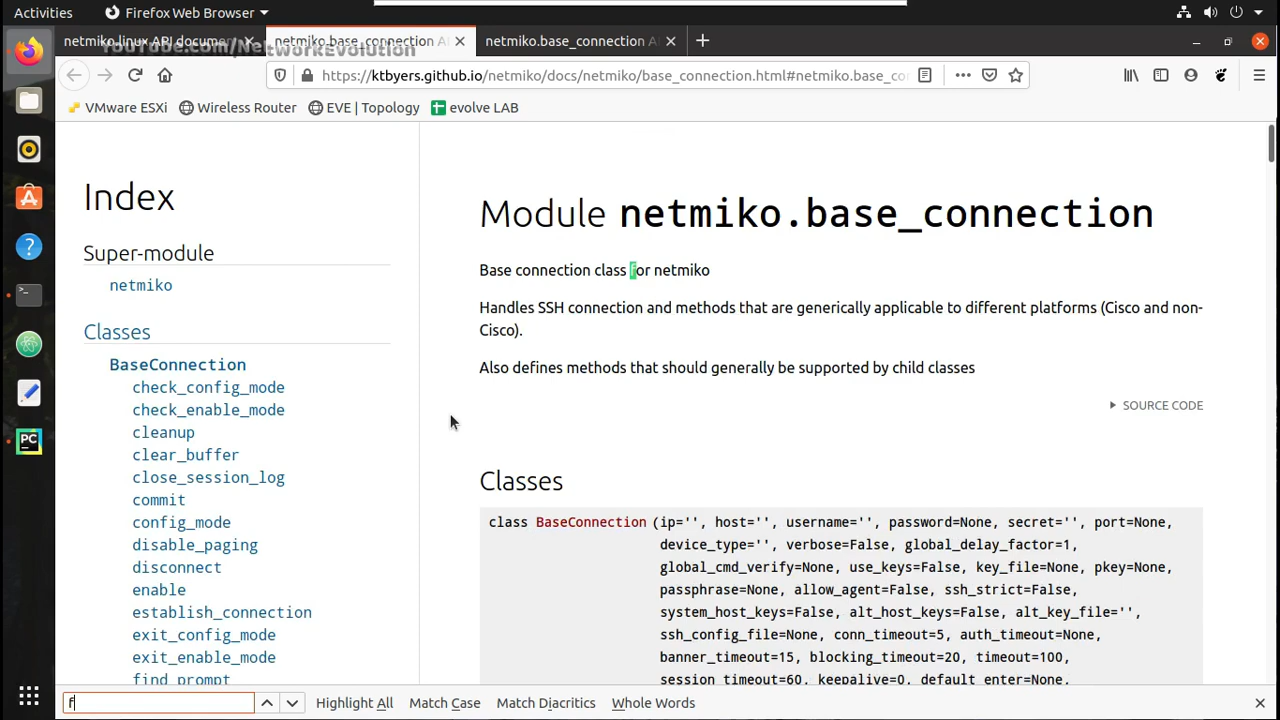 Activities
Firefox Web Browser
netmiko.linux API documen
netmiko.base_connection A
netmiko.base_connection A
YouTube.com/NetworkEvolution
https://ktbyers.github.io/netmiko/docs/netmiko/base_connection.html#netmiko.base_co
VMware ESXi
Wireless Router
EVE | Topology
evolve LAB
Index
Super-module
netmiko
Classes
BaseConnection
check_config_mode
check_enable_mode
cleanup
clear_buffer
close_session_log
commit
config_mode
disable_paging
disconnect
enable
establish_connection
exit_config_mode
exit_enable_mode
find_prompt
Module netmiko.base_connection
Base connection class for netmiko
Handles SSH connection and methods that are generically applicable to different platforms (Cisco and non-
Cisco).
Also defines methods that should generally be supported by child classes
SOURCE CODE
Classes
class BaseConnection (ip='', host='', username='', password=None, secret='', port=None,
device_type='', verbose=False, global_delay_factor=1,
global_cmd_verify=None, use_keys=False, key_file=None, pkey=None,
passphrase=None, allow_agent=False, ssh_strict=False,
system_host_keys=False, alt_host_keys=False, alt_key_file='',
ssh_config_file=None, conn_timeout=5, auth_timeout=None,
banner_timeout=15, blocking_timeout=20, timeout=100,
session_timeout=60, keepalive=0, default_enter=None,
f
Highlight All
Match Case
Match Diacritics
Whole Words